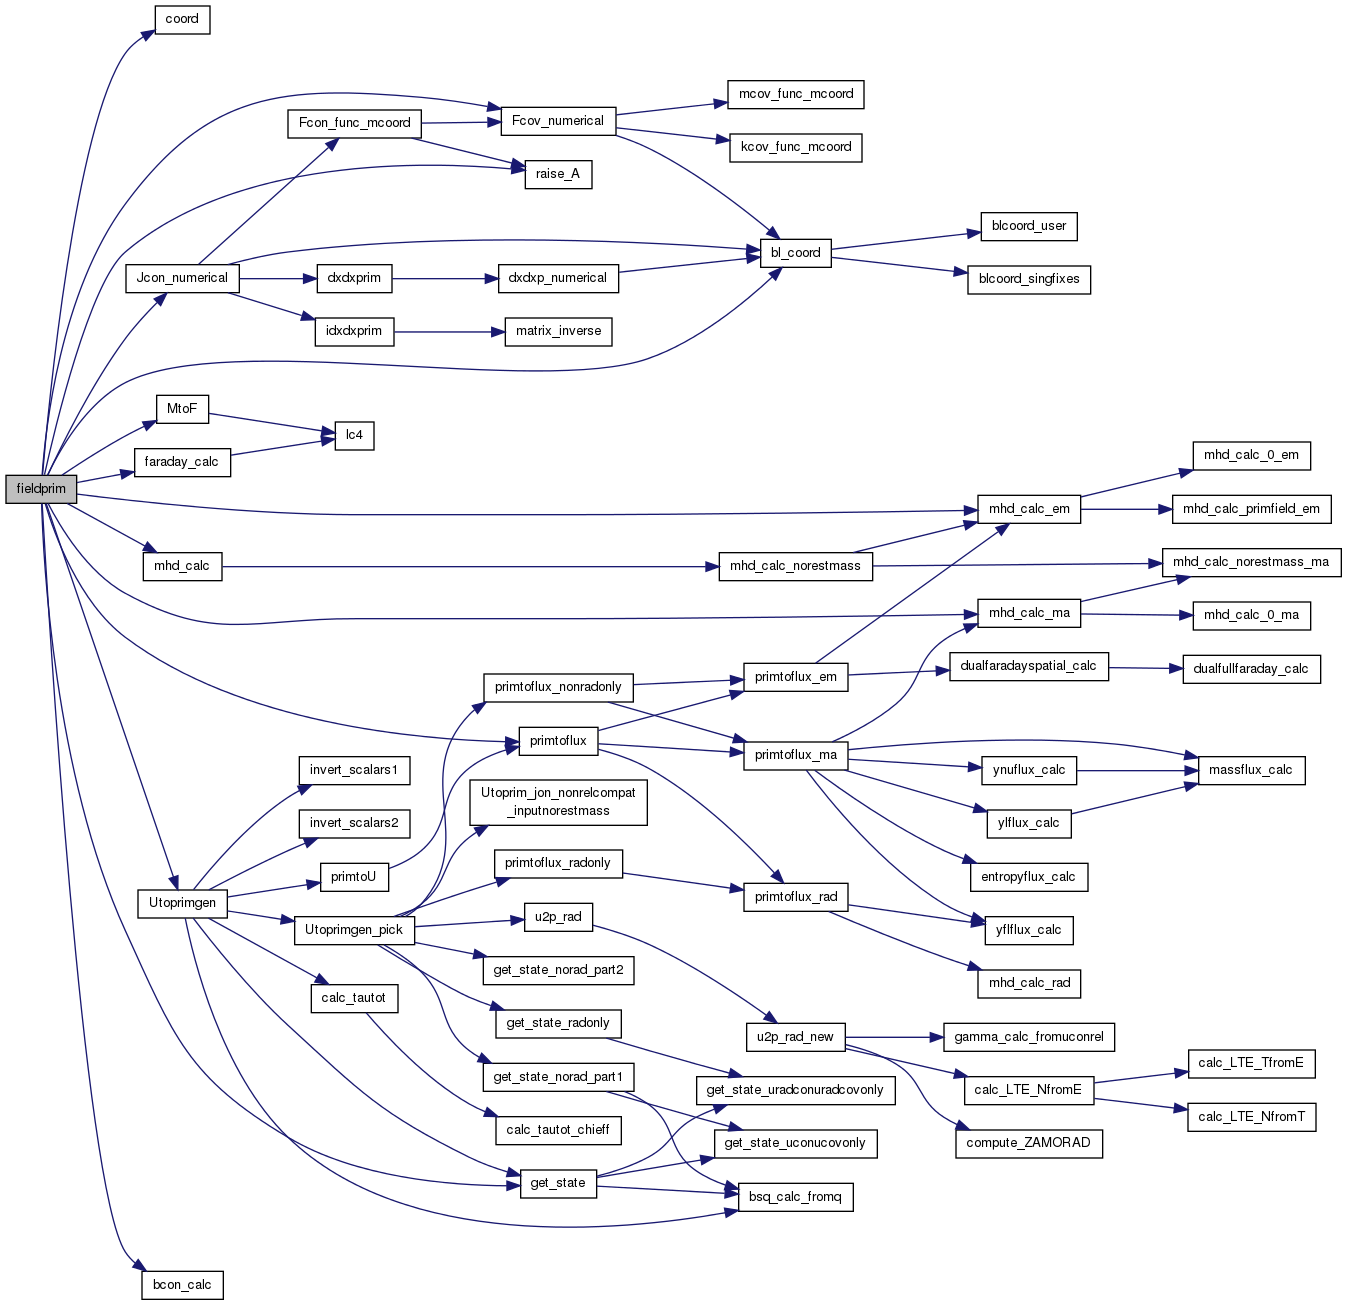 coord
mcov_func_mcoord
Fcon_func_mcoord
Fcov_numerical
kcov_func_mcoord
raise_A
blcoord_user
bl_coord
Jcon_numerical
dxdxprim
dxdxp_numerical
blcoord_singfixes
idxdxprim
matrix_inverse
MtoF
lc4
faraday_calc
mhd_calc_0_em
fieldprim
mhd_calc_em
mhd_calc_primfield_em
mhd_calc
mhd_calc_norestmass
mhd_calc_norestmass_ma
mhd_calc_ma
mhd_calc_0_ma
primtoflux_nonradonly
primtoflux_em
dualfaradayspatial_calc
dualfullfaraday_calc
primtoflux
primtoflux_ma
invert_scalars1
ynuflux_calc
massflux_calc
Utoprim_jon_nonrelcompat
_inputnorestmass
invert_scalars2
ylflux_calc
primtoU
primtoflux_radonly
entropyflux_calc
Utoprimgen
primtoflux_rad
Utoprimgen_pick
u2p_rad
yflflux_calc
get_state_norad_part2
mhd_calc_rad
calc_tautot
get_state_radonly
u2p_rad_new
gamma_calc_fromuconrel
get_state_norad_part1
get_state_uradconuradcovonly
calc_LTE_NfromE
calc_LTE_TfromE
calc_LTE_NfromT
calc_tautot_chieff
get_state_uconucovonly
compute_ZAMORAD
get_state
bsq_calc_fromq
bcon_calc